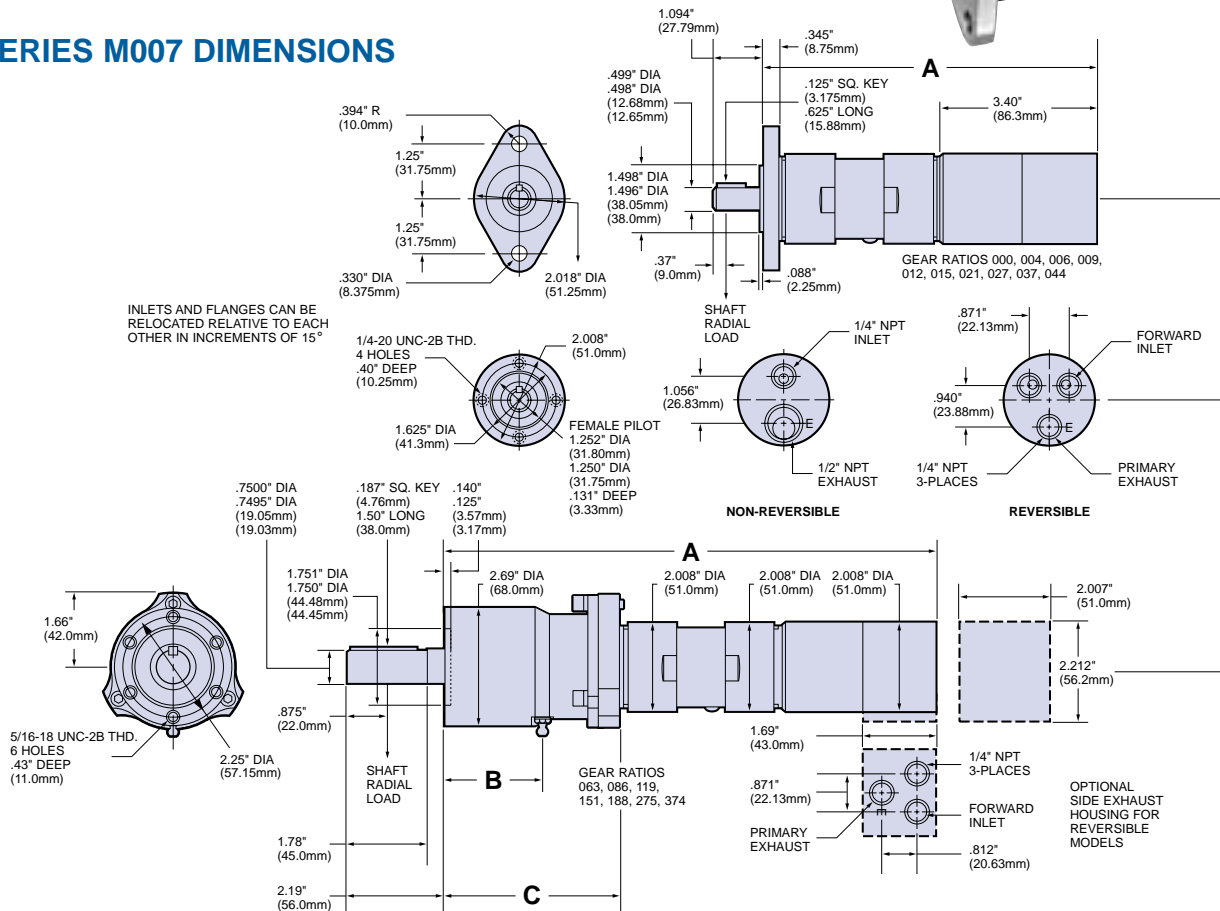 ERIES M007 DIMENSIONS
1.094"
(27.79mm)
.345"
(8.75mm)
A
.499" DIA
.498" DIA
(12.68mm)
(12.65mm)
.125" SQ. KEY
(3.175mm)
.625" LONG
(15.88mm)
3.40"
(86.3mm)
.394" R
(10.0mm)
1.25"
(31.75mm)
1.25"
(31.75mm)
.330" DIA
(8.375mm)
2.018" DIA
(51.25mm)
1.498" DIA
1.496" DIA
(38.05mm)
(38.0mm)
.37"
(9.0mm)
.088"
(2.25mm)
SHAFT
RADIAL
LOAD
GEAR RATIOS 000, 004, 006, 009,
012, 015, 021, 027, 037, 044
INLETS AND FLANGES CAN BE
RELOCATED RELATIVE TO EACH
OTHER IN INCREMENTS OF 15°
1/4-20 UNC-2B THD.
4 HOLES
.40" DEEP
(10.25mm)
2.008"
(51.0mm)
1.625" DIA
(41.3mm)
FEMALE PILOT
1.252" DIA
(31.80mm)
1.250" DIA
(31.75mm)
.131" DEEP
(3.33mm)
1/4" NPT
INLET
1.056"
(26.83mm)
E
1/2" NPT
EXHAUST
NON-REVERSIBLE
.871"
(22.13mm)
FORWARD
INLET
.940"
(23.88mm)
E
1/4" NPT
3-PLACES
PRIMARY
EXHAUST
REVERSIBLE
.7500" DIA
.7495" DIA
(19.05mm)
(19.03mm)
.187" SQ. KEY
(4.76mm)
1.50" LONG
(38.0mm)
.140"
.125"
(3.57mm)
(3.17mm)
A
1.751" DIA
1.750" DIA
(44.48mm)
(44.45mm)
2.69" DIA
(68.0mm)
2.008" DIA
(51.0mm)
2.008" DIA
(51.0mm)
2.008" DIA
(51.0mm)
2.007"
(51.0mm)
2.212"
(56.2mm)
1.66"
(42.0mm)
5/16-18 UNC-2B THD.
6 HOLES
.43" DEEP
(11.0mm)
2.25" DIA
(57.15mm)
.875"
(22.0mm)
SHAFT
RADIAL
LOAD
B
GEAR RATIOS
063, 086, 119,
151, 188, 275, 374
1.69"
(43.0mm)
1/4" NPT
3-PLACES
.871"
(22.13mm)
E
PRIMARY
EXHAUST
FORWARD
INLET
.812"
(20.63mm)
OPTIONAL
SIDE EXHAUST
HOUSING FOR
REVERSIBLE
MODELS
1.78"
(45.0mm)
2.19"
(56.0mm)
C